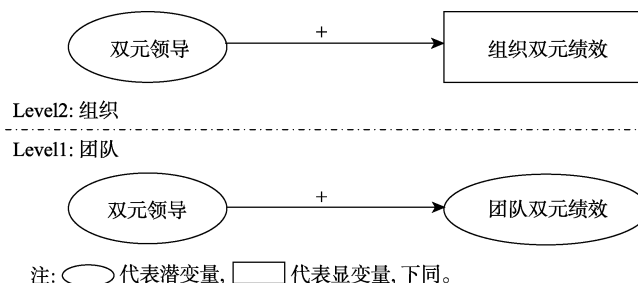 双元领导
+
组织双元绩效
Level2: 组织
Level1: 团队
双元领导
+
团队双元绩效
注: 代表潜变量, 代表显变量, 下同。